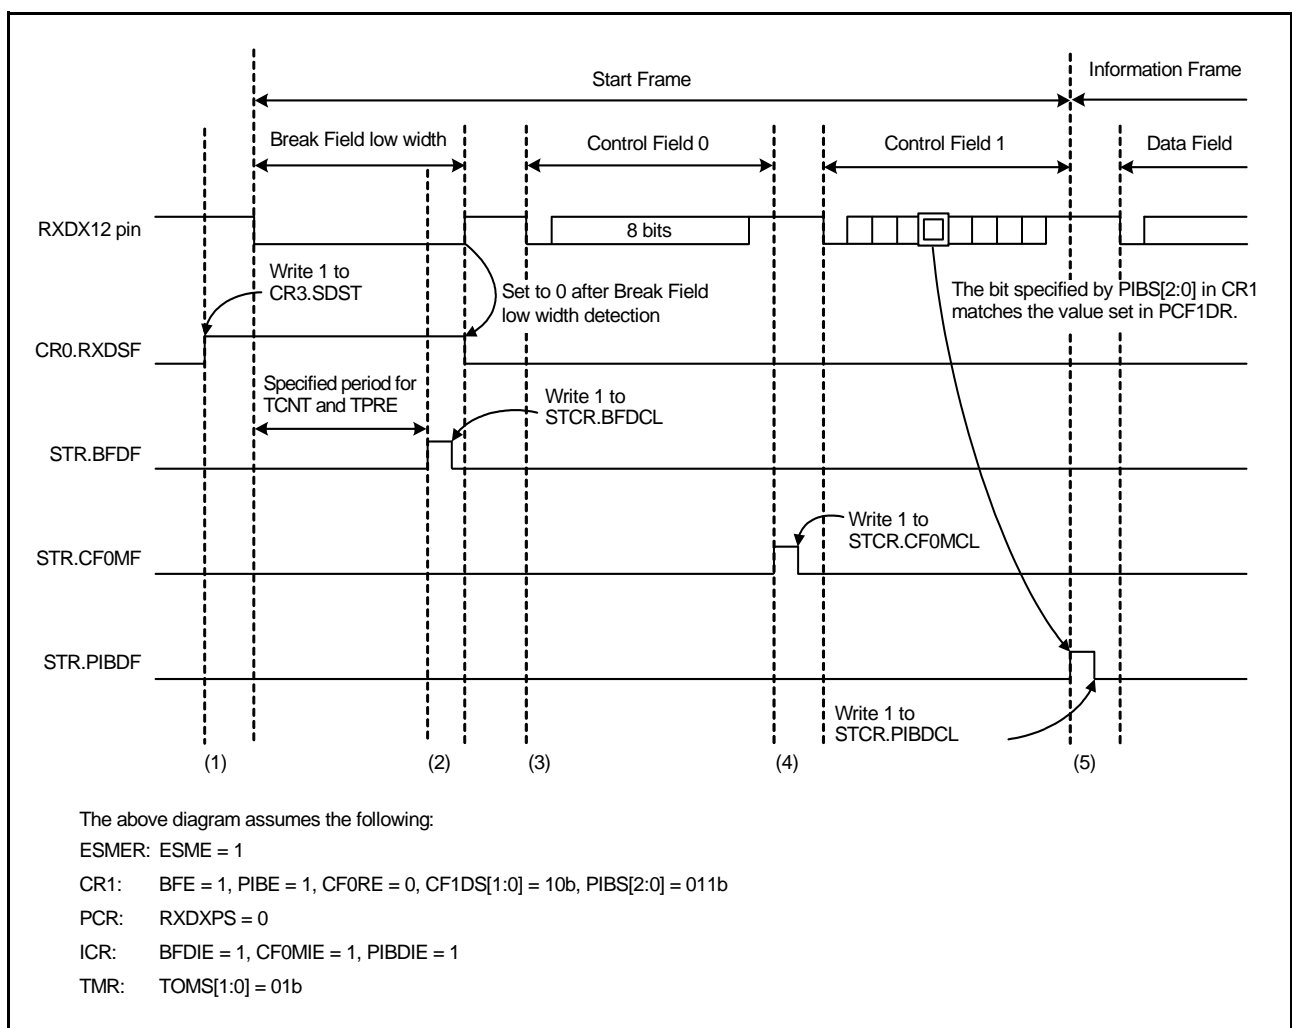 Start Frame
Information Frame
Break Field low width
Control Field 0
Control Field 1
Data Field
RXDX12 pin
8 bits
Write 1 to
CR3.SDST
Set to 0 after Break Field
low width detection
The bit specified by PIBS[2:0] in CR1
matches the value set in PCF1DR.
CR0.RXDSF
Specified period for
TCNT and TPRE
Write 1 to
STCR.BFDCL
STR.BFDF
Write 1 to
STCR.CF0MCL
STR.CF0MF
STR.PIBDF
Write 1 to
STCR.PIBDCL
(1)
(2)
(3)
(4)
(5)
The above diagram assumes the following:
ESMER: ESME = 1
CR1: BFE = 1, PIBE = 1, CF0RE = 0, CF1DS[1:0] = 10b, PIBS[2:0] = 011b
PCR: RXDXPS = 0
ICR: BFDIE = 1, CF0MIE = 1, PIBDIE = 1
TMR: TOMS[1:0] = 01b